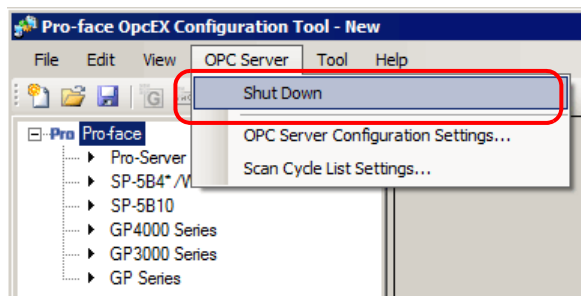 Pro-face OpcEX Configuration Tool - New
File Edit View OPC Server Tool Help
Shut Down
OPC Server Configuration Settings...
Scan Cycle List Settings...
Pro Pro-face
Pro-Server
SP-5B4*/
SP-5B10
GP4000 Series
GP3000 Series
GP Series